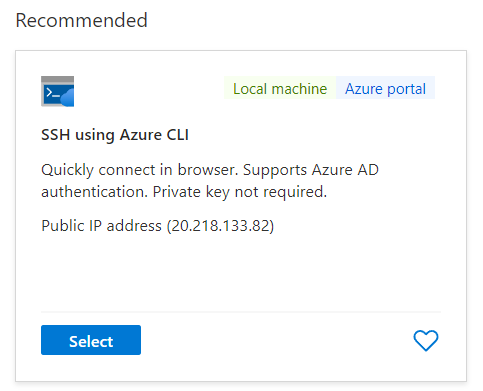 Recommended
Local machine Azure portal
SSH using Azure CLI
Quickly connect in browser. Supports Azure AD
authentication. Private key not required.
Public IP address (20.218.133.82)
Select